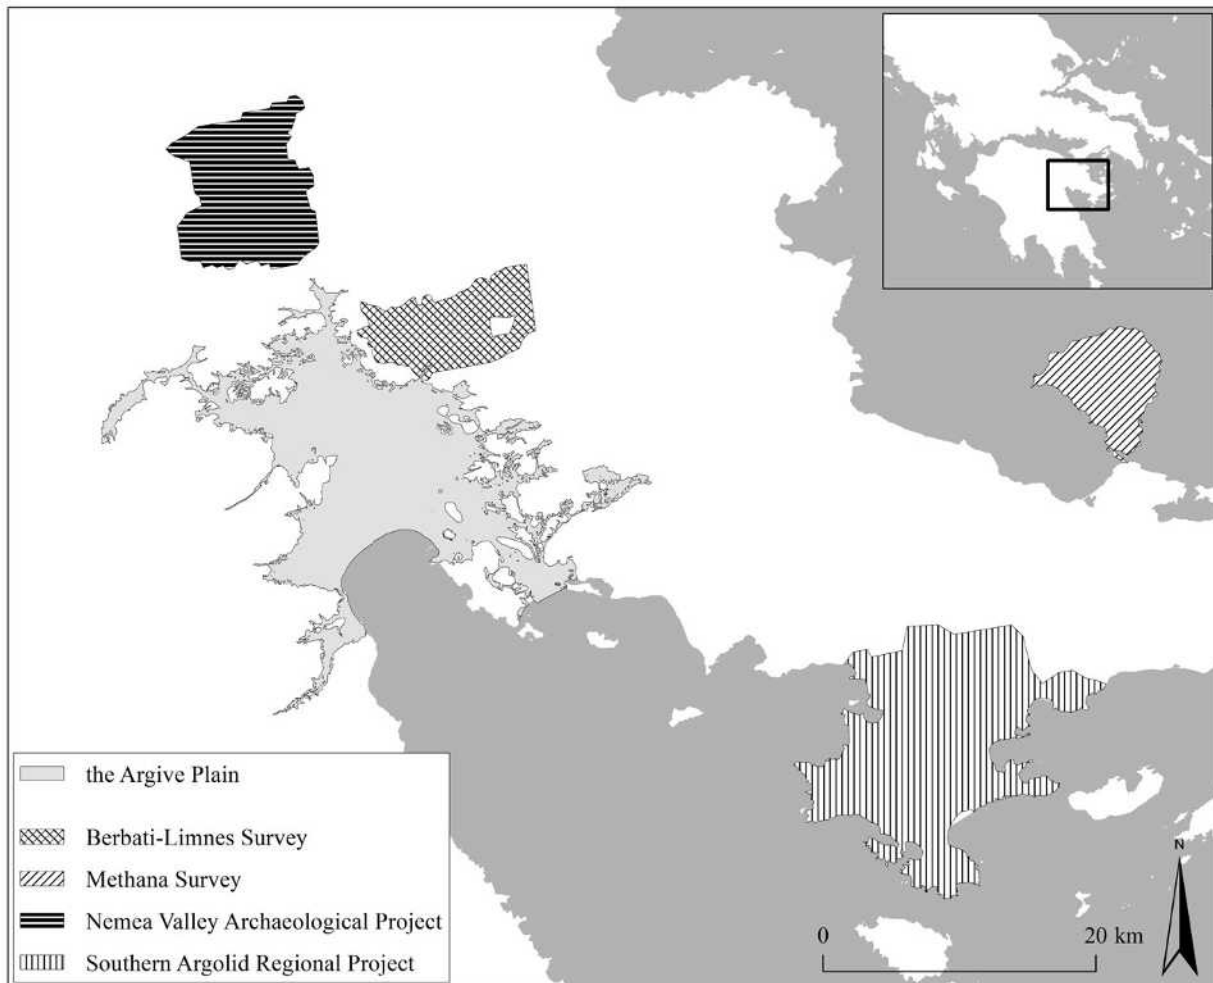 the Argive Plain
Berbati-Limnes Survey
Methana Survey
Nemea Valley Archaeological Project
Southern Argolid Regional Project
0 20 km
N